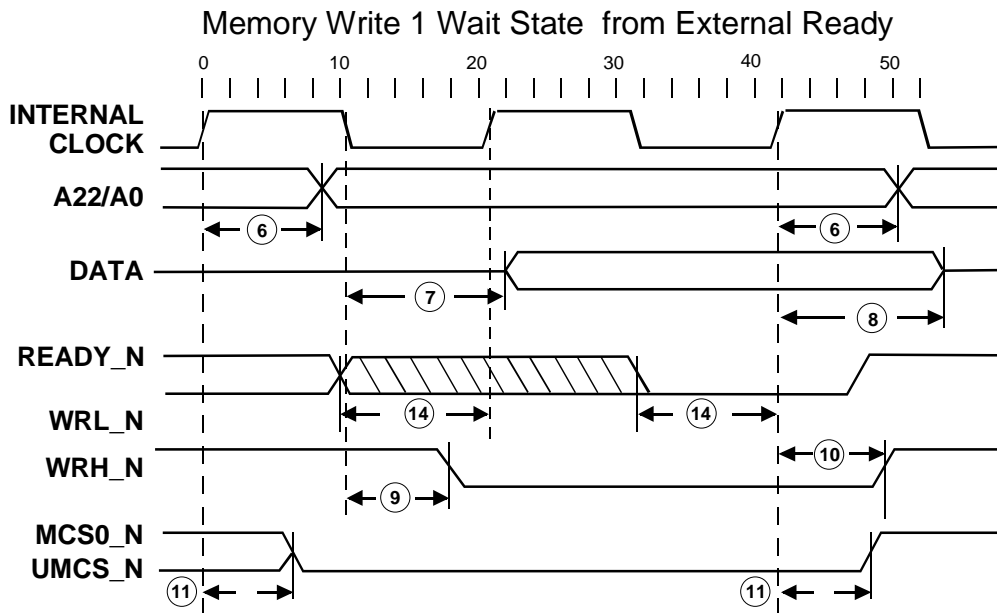 Memory Write 1 Wait State from External Ready
0 10 20 30 40 50
INTERNAL
CLOCK
A22/A0
6 6
DATA
7
8
READY_N
14 14
WRL_N
WRH_N
10
9
MCS0_N
UMCS_N
11 11